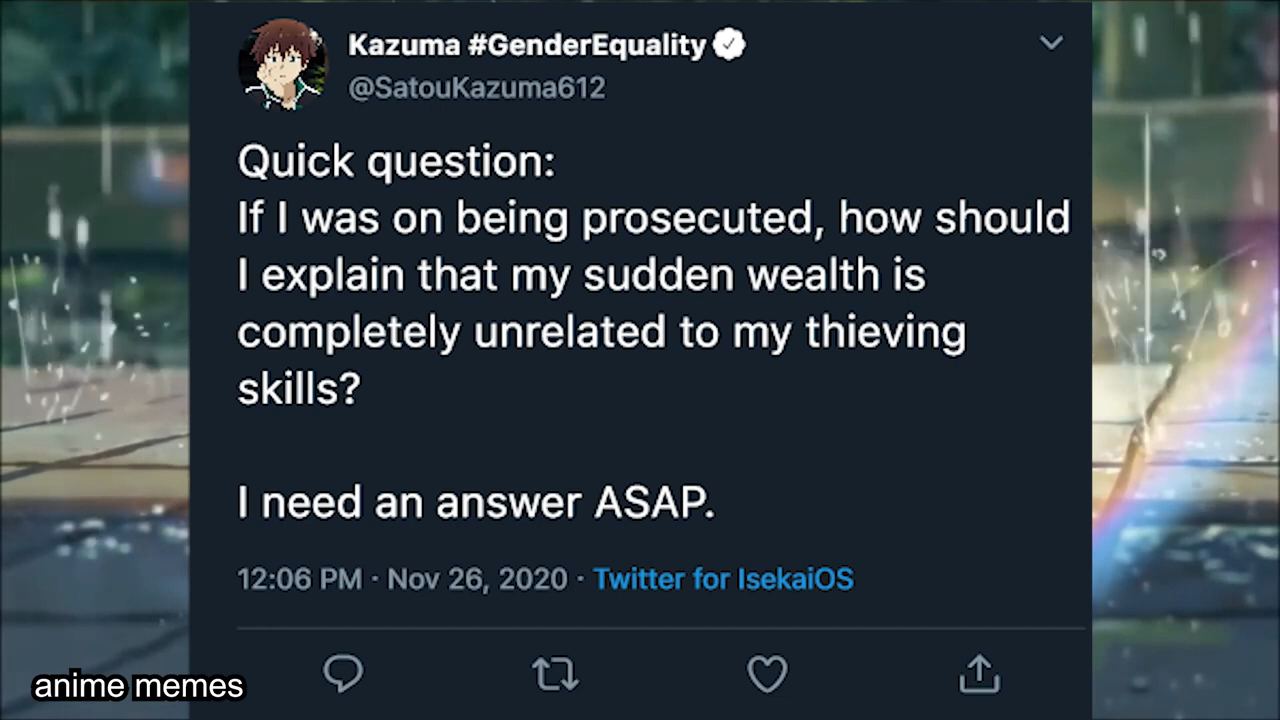 Kazuma #GenderEquality
@SatouKazuma612
Quick question:
If I was on being prosecuted, how should
I explain that my sudden wealth is
completely unrelated to my thieving
skills?
I need an answer ASAP.
12:06 PM · Nov 26, 2020 · Twitter for IsekaiOS
anime memes